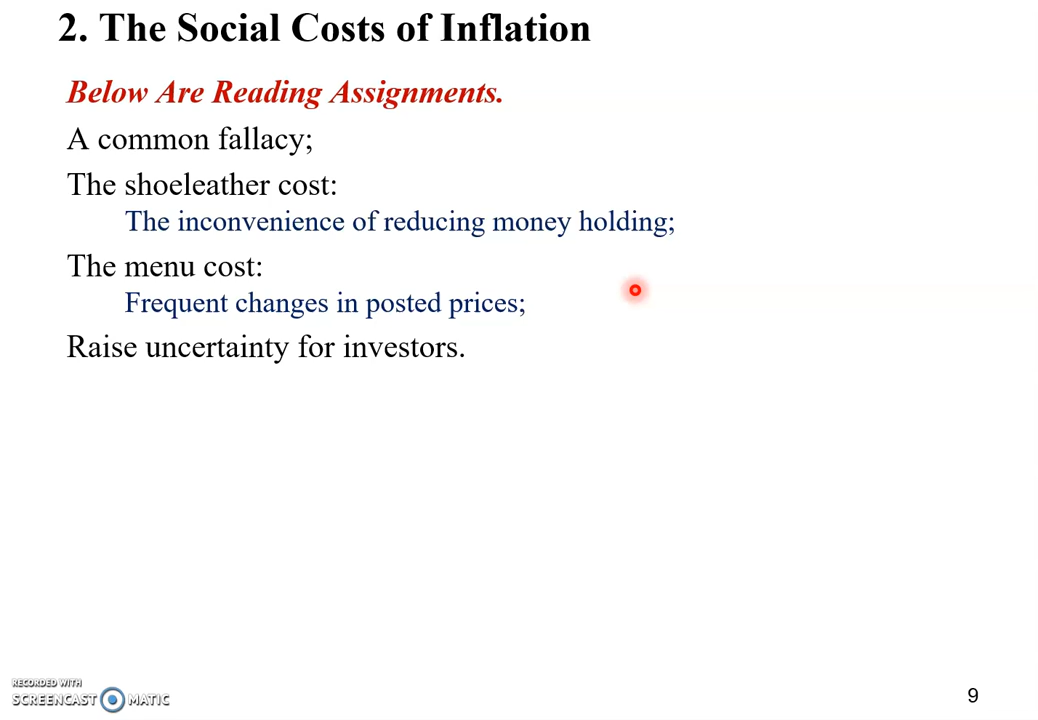 2. The Social Costs of Inflation
Below Are Reading Assignments.
A common fallacy;
The shoeleather cost:
The inconvenience of reducing money holding;
The menu cost:
Frequent changes in posted prices;
Raise uncertainty for investors.
RECORDED WITH
SCREENCAST MATIC
9